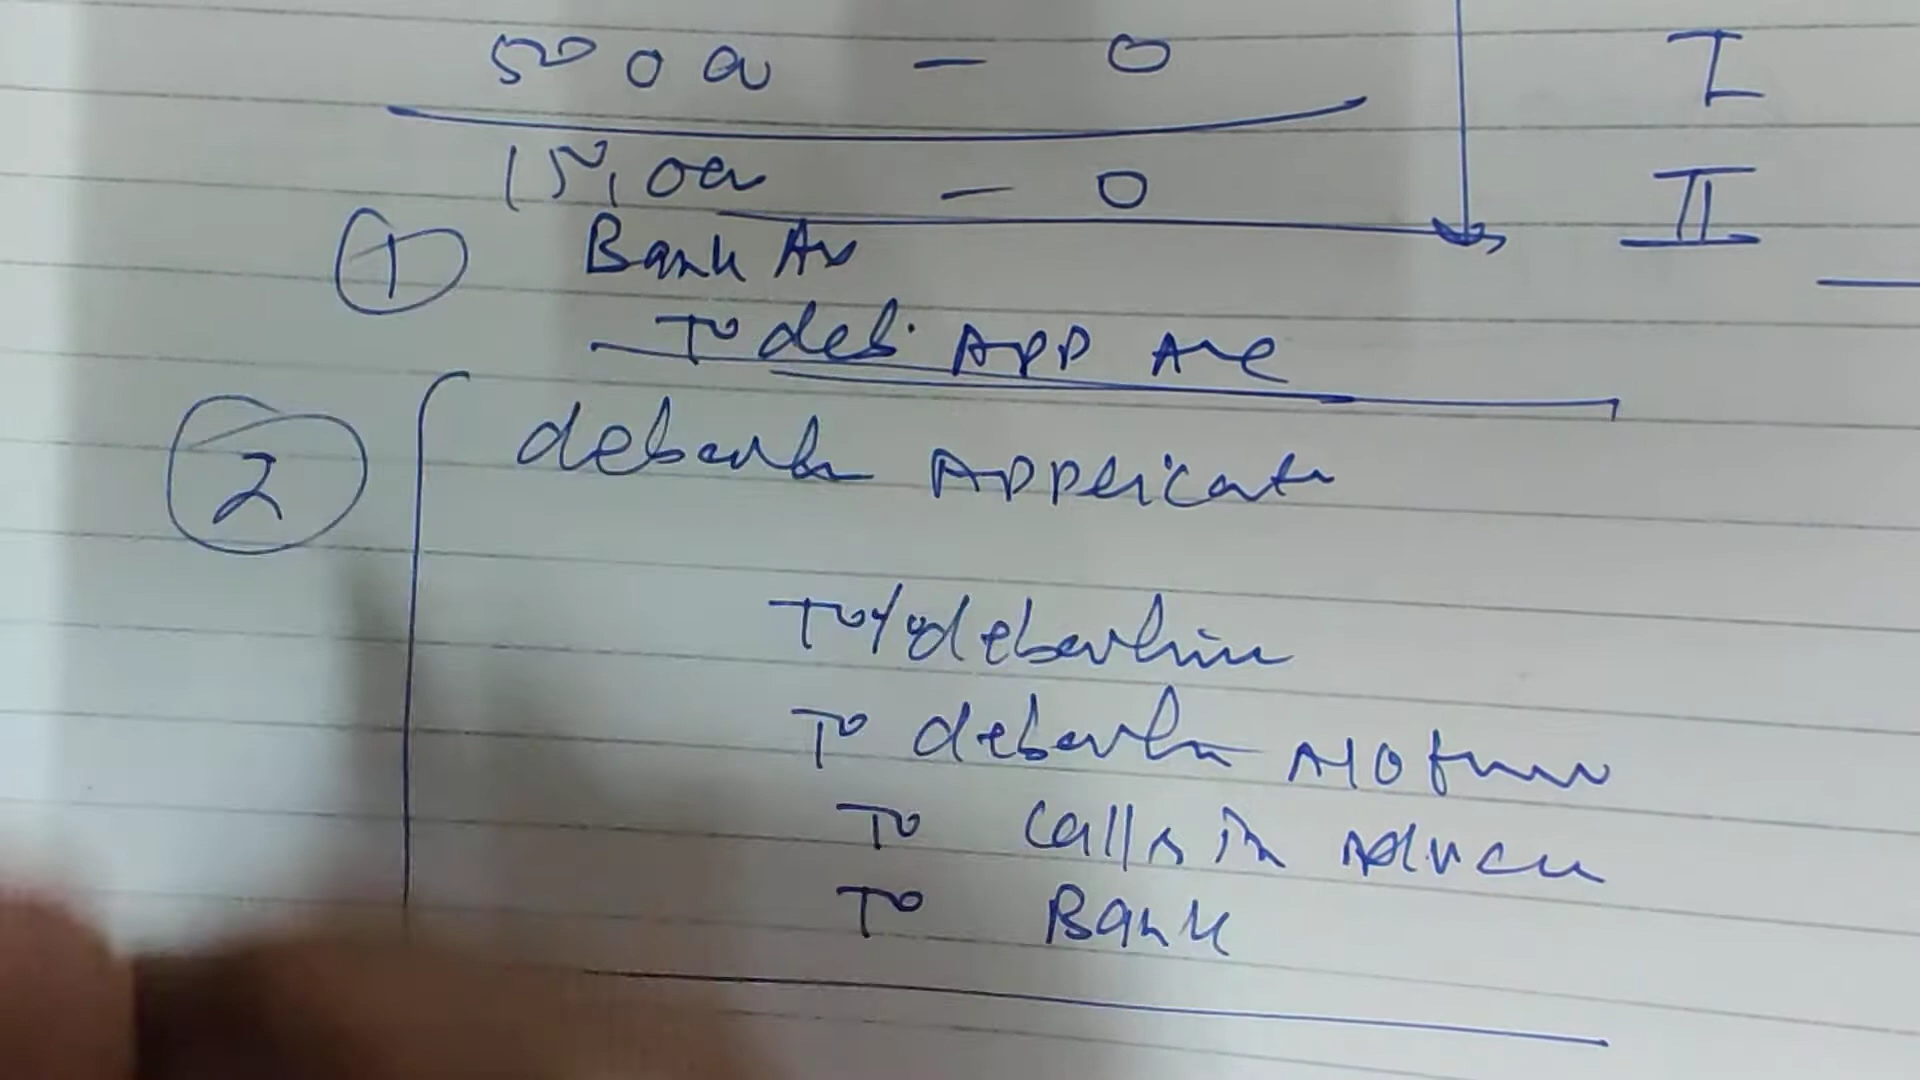 5000 - 0
I
15,000 - 0
II
① Bank A/c
To deb. APP A/c
② debenture Application
To % debenture
To debenture Allotment
To calls in Advance
To Bank